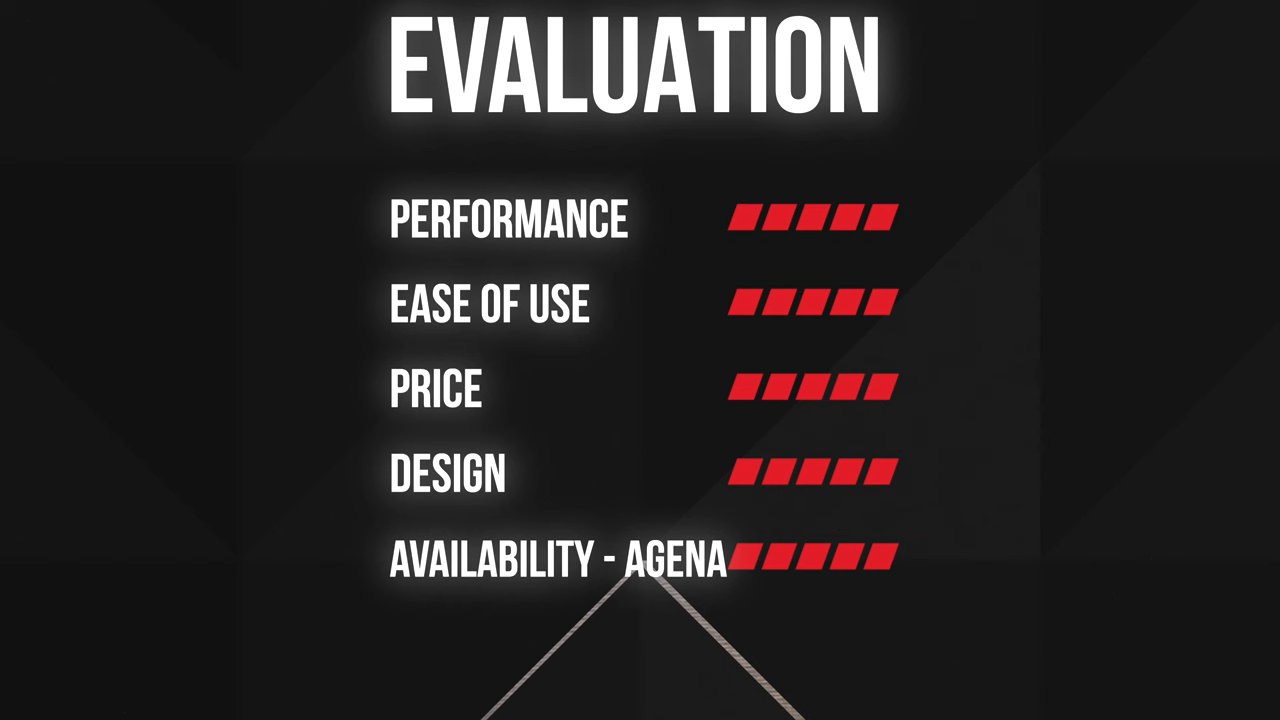 EVALUATION
PERFORMANCE
EASE OF USE
PRICE
DESIGN
AVAILABILITY - AGENA